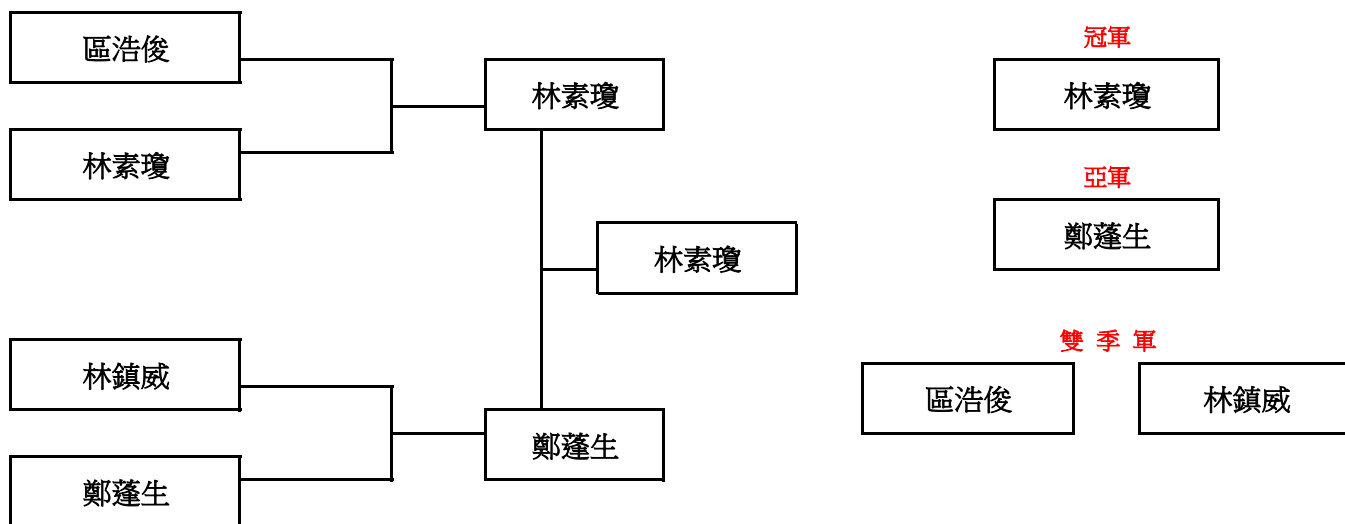 區浩俊
林素瓊
林鎮威
鄭蓬生
林素瓊
鄭蓬生
林素瓊
冠軍
林素瓊
亞軍
鄭蓬生
雙 季 軍
區浩俊
林鎮威